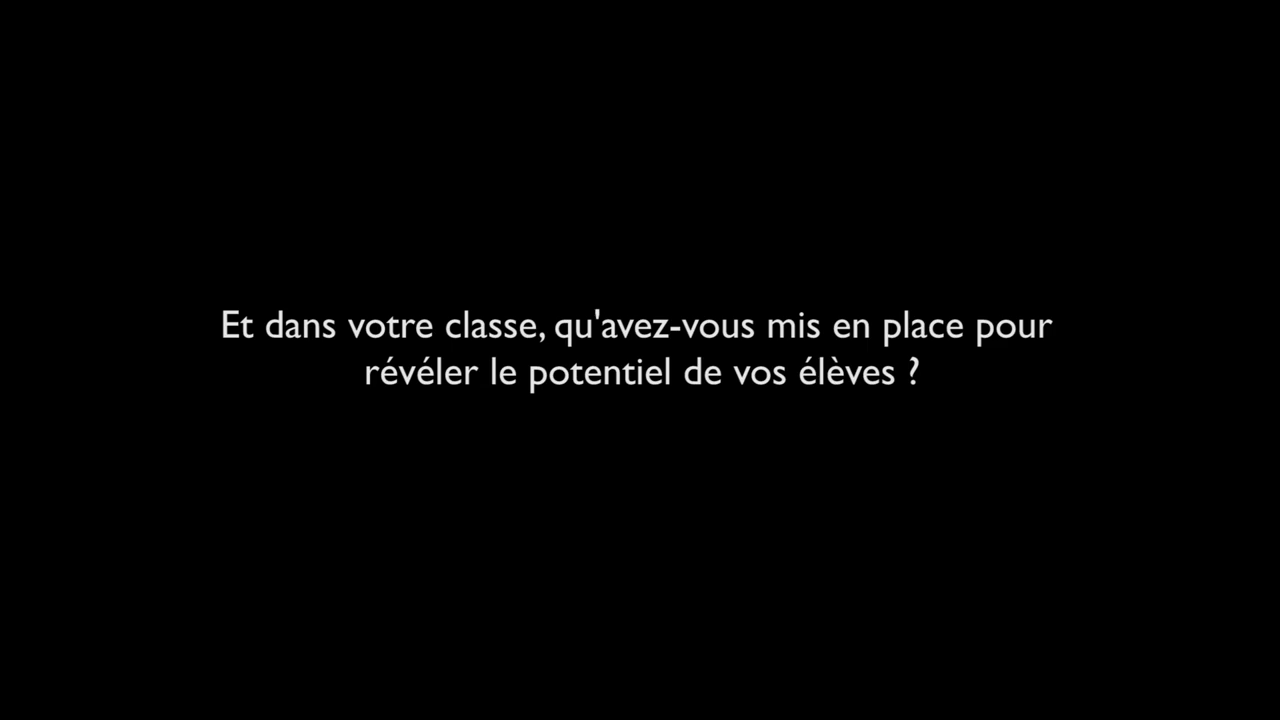 Et dans votre classe, qu'avez-vous mis en place pour
révéler le potentiel de vos élèves ?